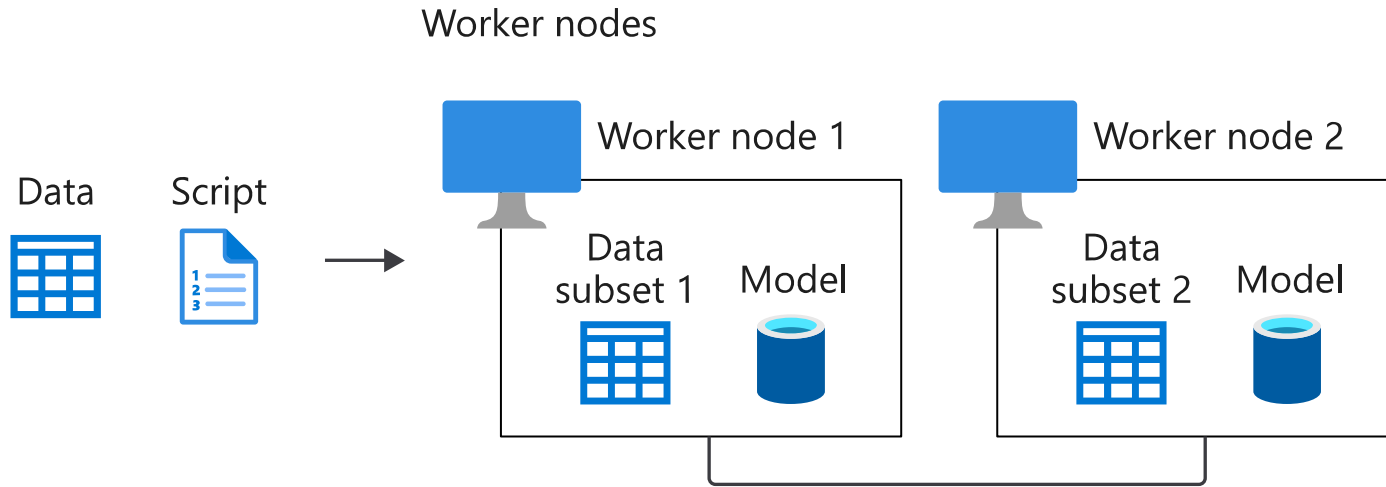 Worker nodes
Worker node 1
Worker node 2
Data
Script
1
2
3
Data
subset 1
Model
Data
subset 2
Model